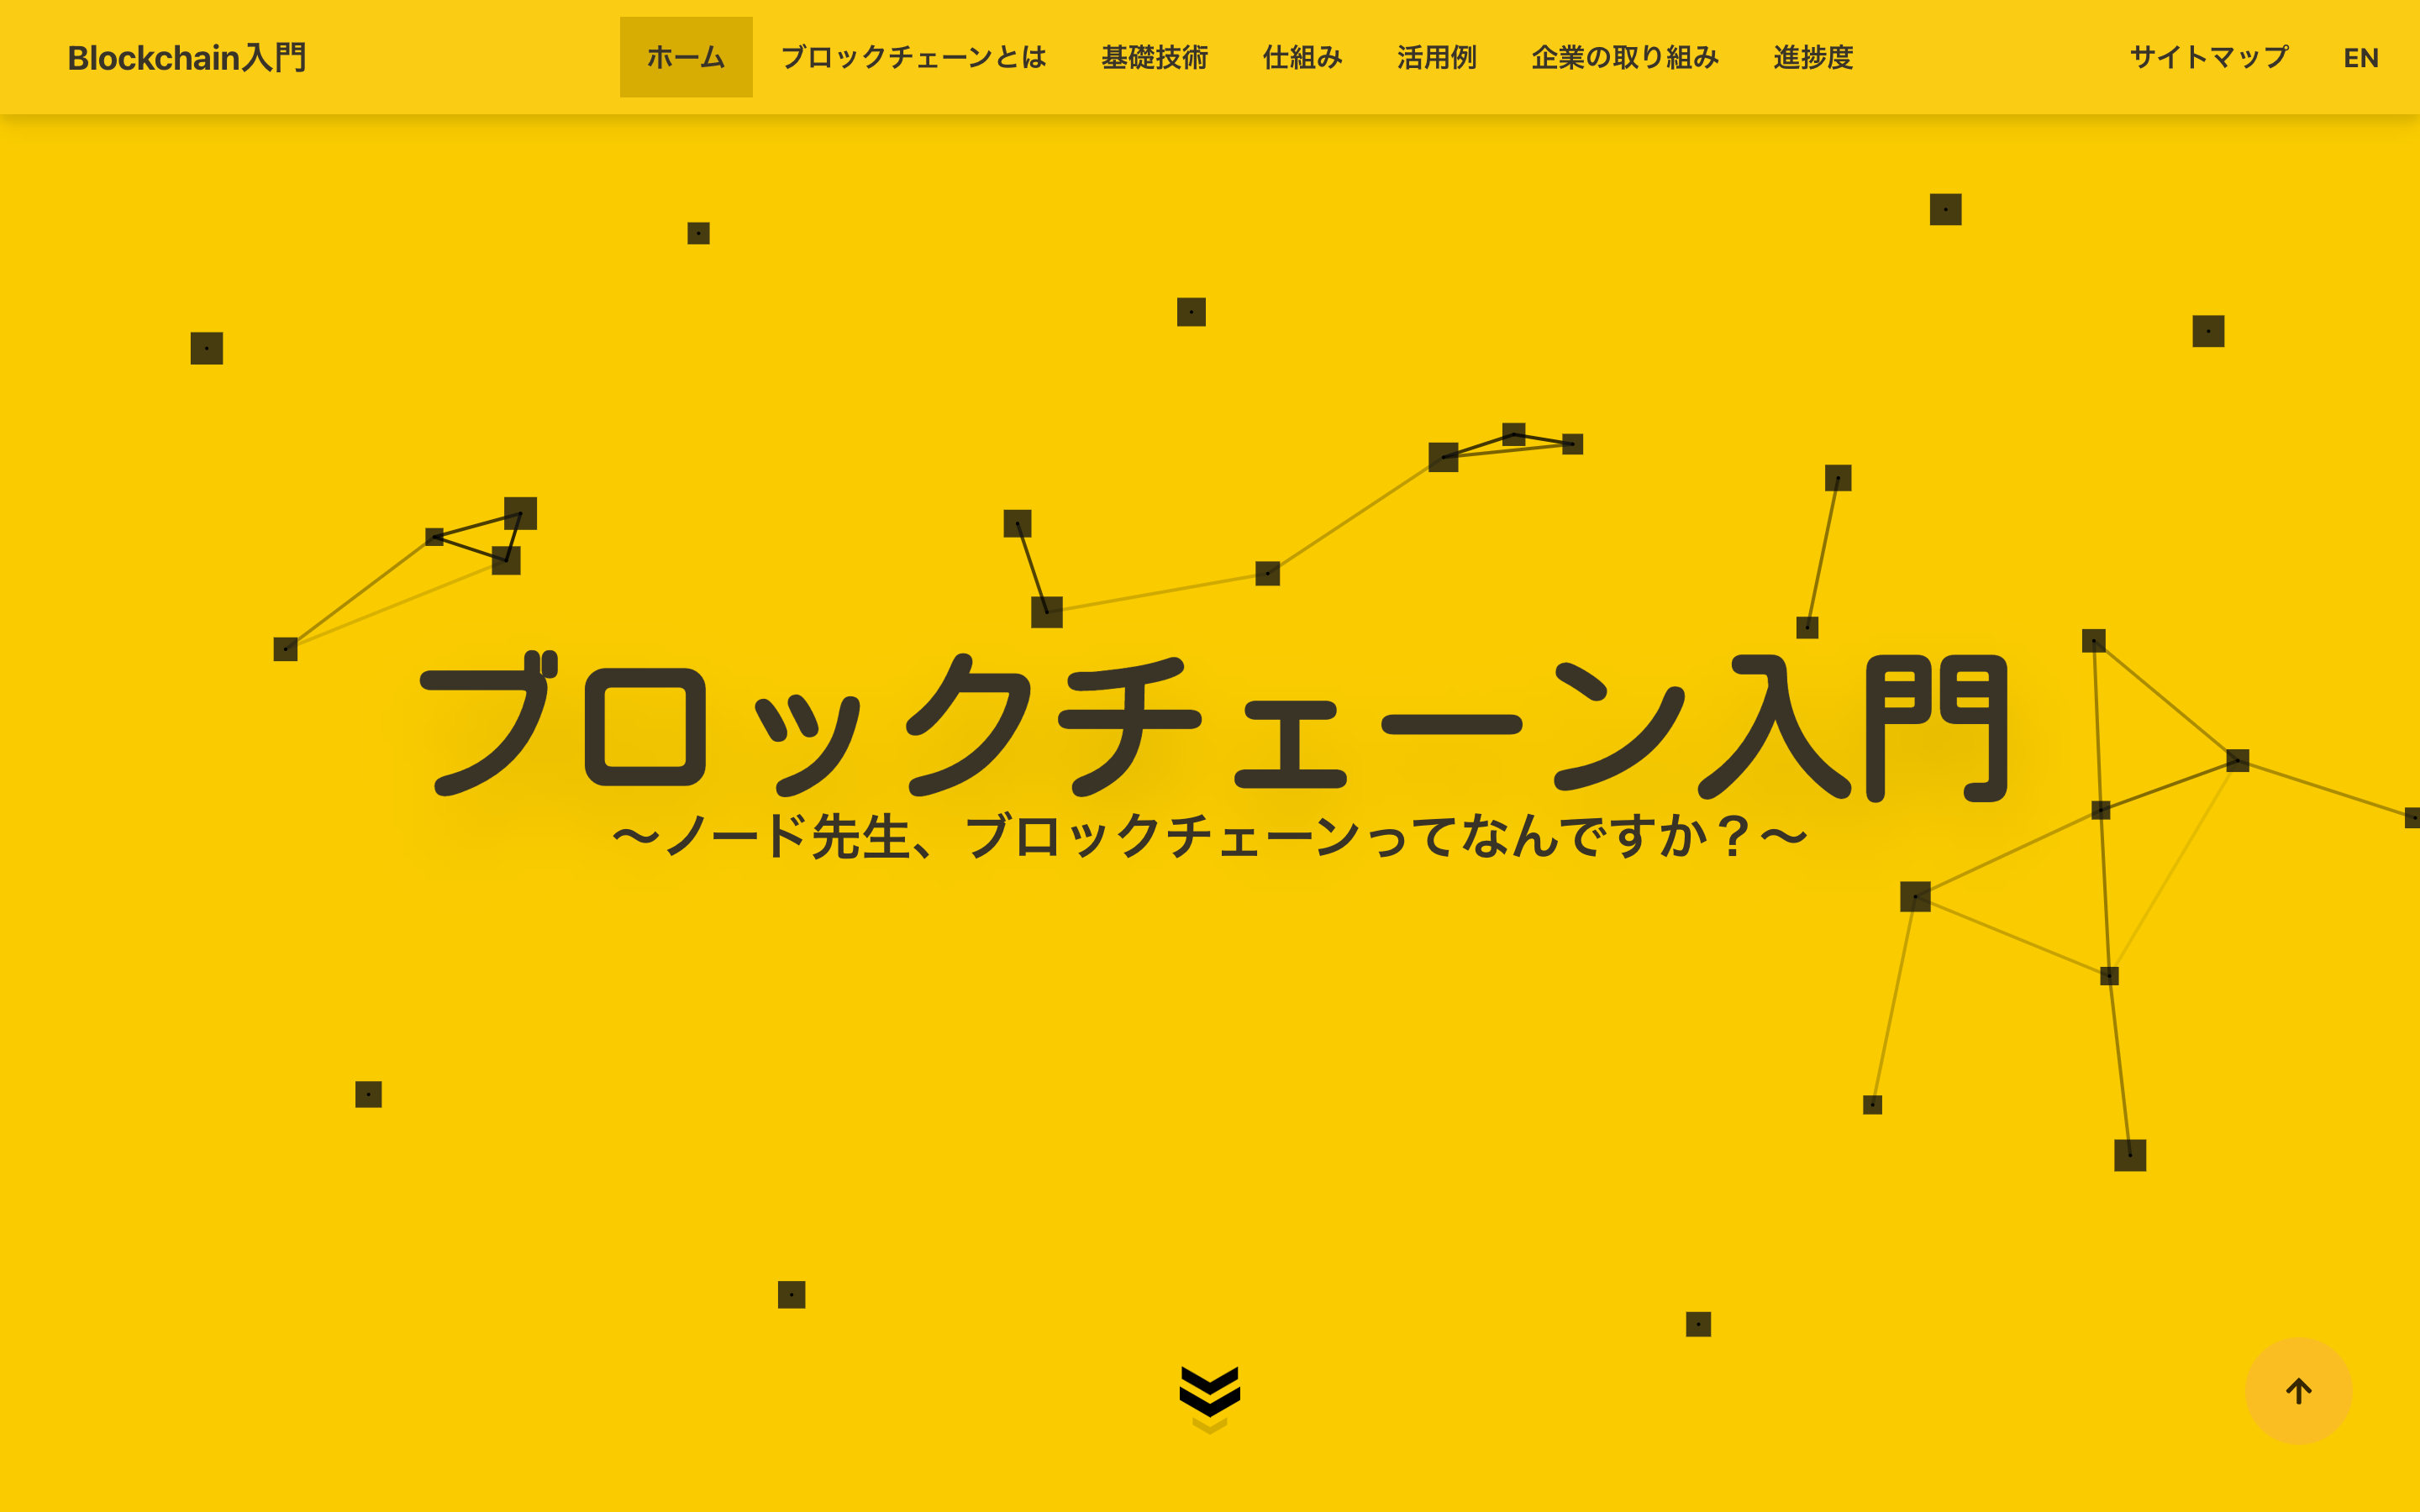 Blockchain入門
ホーム ブロックチェーンとは 基礎技術 仕組み 活用例 企業の取り組み 進捗度 サイトマップ EN
ブロックチェーン入門
〜ノード先生、ブロックチェーンってなんですか？〜